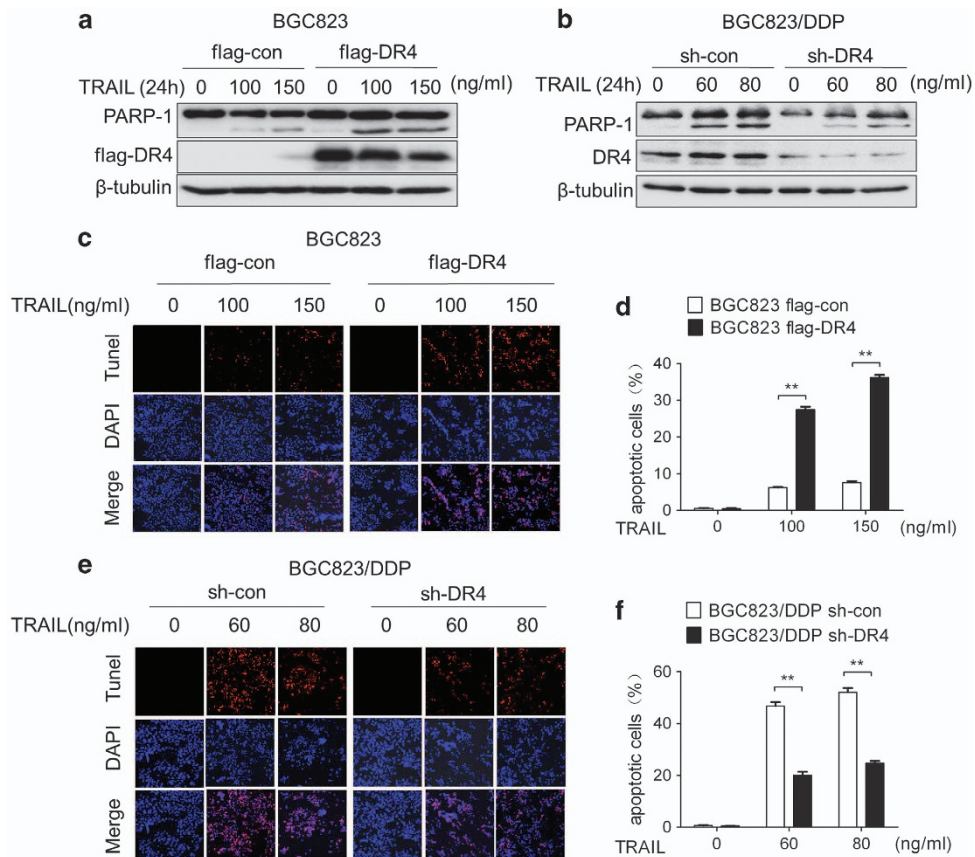 a
BGC823
flag-con flag-DR4
TRAIL (24h) 0 100 150 0 100 150 (ng/ml)
PARP-1
flag-DR4
β-tubulin
b
BGC823/DDP
sh-con sh-DR4
TRAIL (24h) 0 60 80 0 60 80 (ng/ml)
PARP-1
DR4
β-tubulin
c
BGC823
flag-con flag-DR4
TRAIL(ng/ml) 0 100 150 0 100 150
Tunel
DAPI
Merge
d
BGC823 flag-con
BGC823 flag-DR4
apoptotic cells (%)
40
30
20
10
0
** **
TRAIL 0 100 150 (ng/ml)
e
BGC823/DDP
sh-con sh-DR4
TRAIL(ng/ml) 0 60 80 0 60 80
Tunel
DAPI
Merge
f
BGC823/DDP sh-con
BGC823/DDP sh-DR4
apoptotic cells (%)
60
40
20
0
** **
TRAIL 0 60 80 (ng/ml)